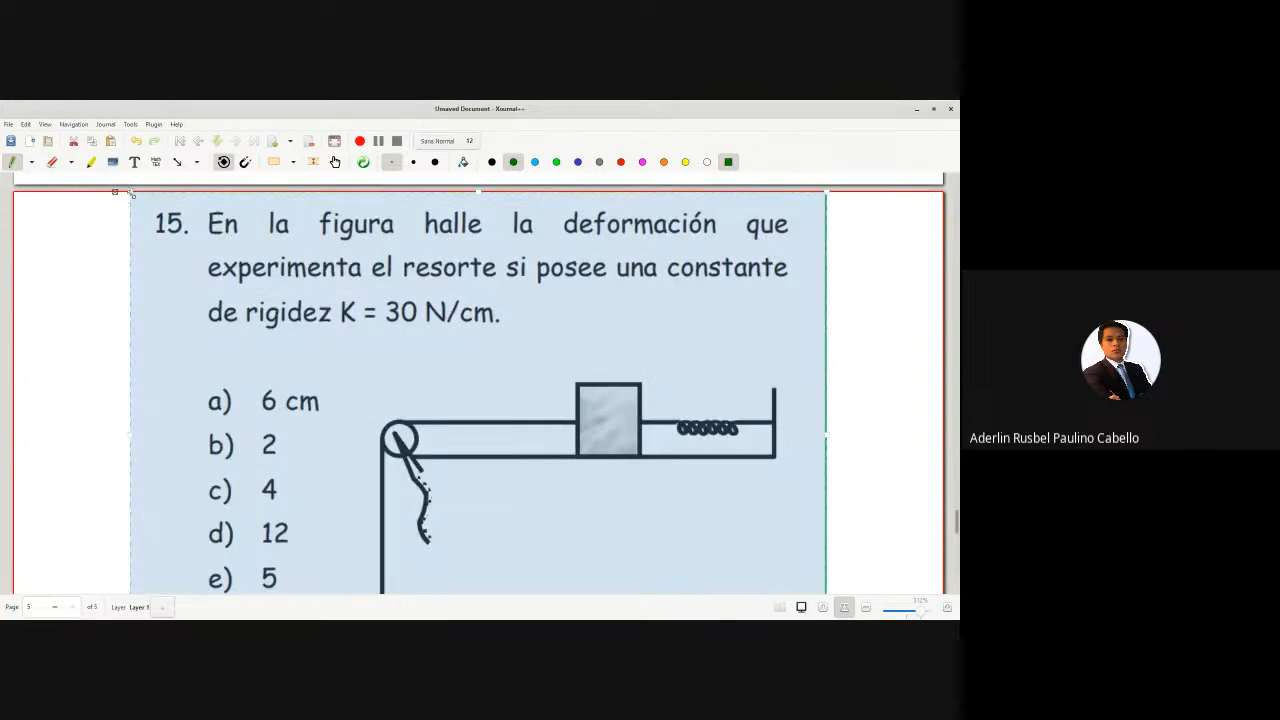 Unsaved Document - Xournal++
File Edit View Navigation Journal Tools Plugin Help
Sans Normal 12
15. En la figura halle la deformación que
experimenta el resorte si posee una constante
de rigidez K = 30 N/cm.
a) 6 cm
b) 2
c) 4
d) 12
e) 5
Aderlin Rusbel Paulino Cabello
Page 5 of 5 Layer Layer 1
312%